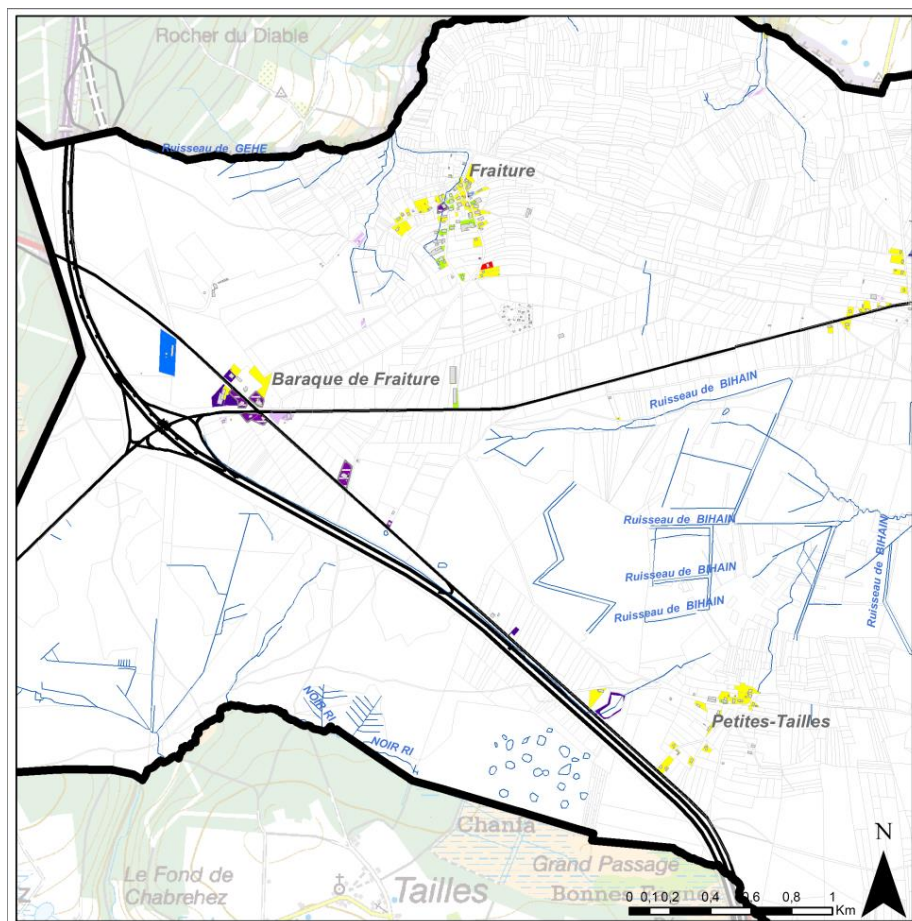 Rocher du Diable
Ruisseau de GEHE
Fraiture
Baraque de Fraiture
Ruisseau de BIHAIN
Ruisseau de BIHAIN
Ruisseau de BIHAIN
Ruisseau de BIHAIN
Ruisseau de BIHAIN
NOIR RI
NOIR RI
Petites-Tailles
Chania
Grand Passage
Le Fond de
Chabrehez
Tailles
N
0 0,10,2 0,4 0,6 0,8 1
Km